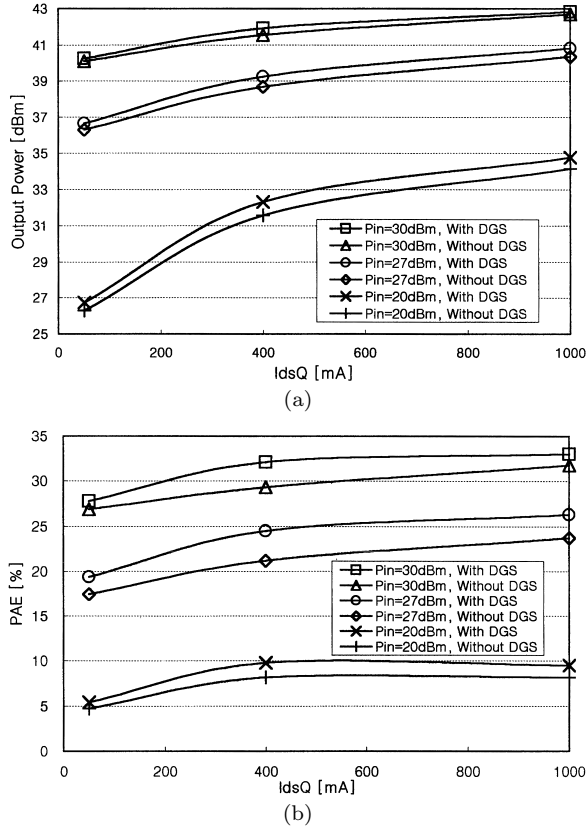 43
41
39
37
35
33
31
29
27
25
Output Power [dBm]
Pin=30dBm, With DGS
Pin=30dBm, Without DGS
Pin=27dBm, With DGS
Pin=27dBm, Without DGS
Pin=20dBm, With DGS
Pin=20dBm, Without DGS
0 200 400 600 800 1000
IdsQ [mA]
(a)
35
30
25
20
15
10
5
0
PAE [%]
Pin=30dBm, With DGS
Pin=30dBm, Without DGS
Pin=27dBm, With DGS
Pin=27dBm, Without DGS
Pin=20dBm, With DGS
Pin=20dBm, Without DGS
0 200 400 600 800 1000
IdsQ [mA]
(b)